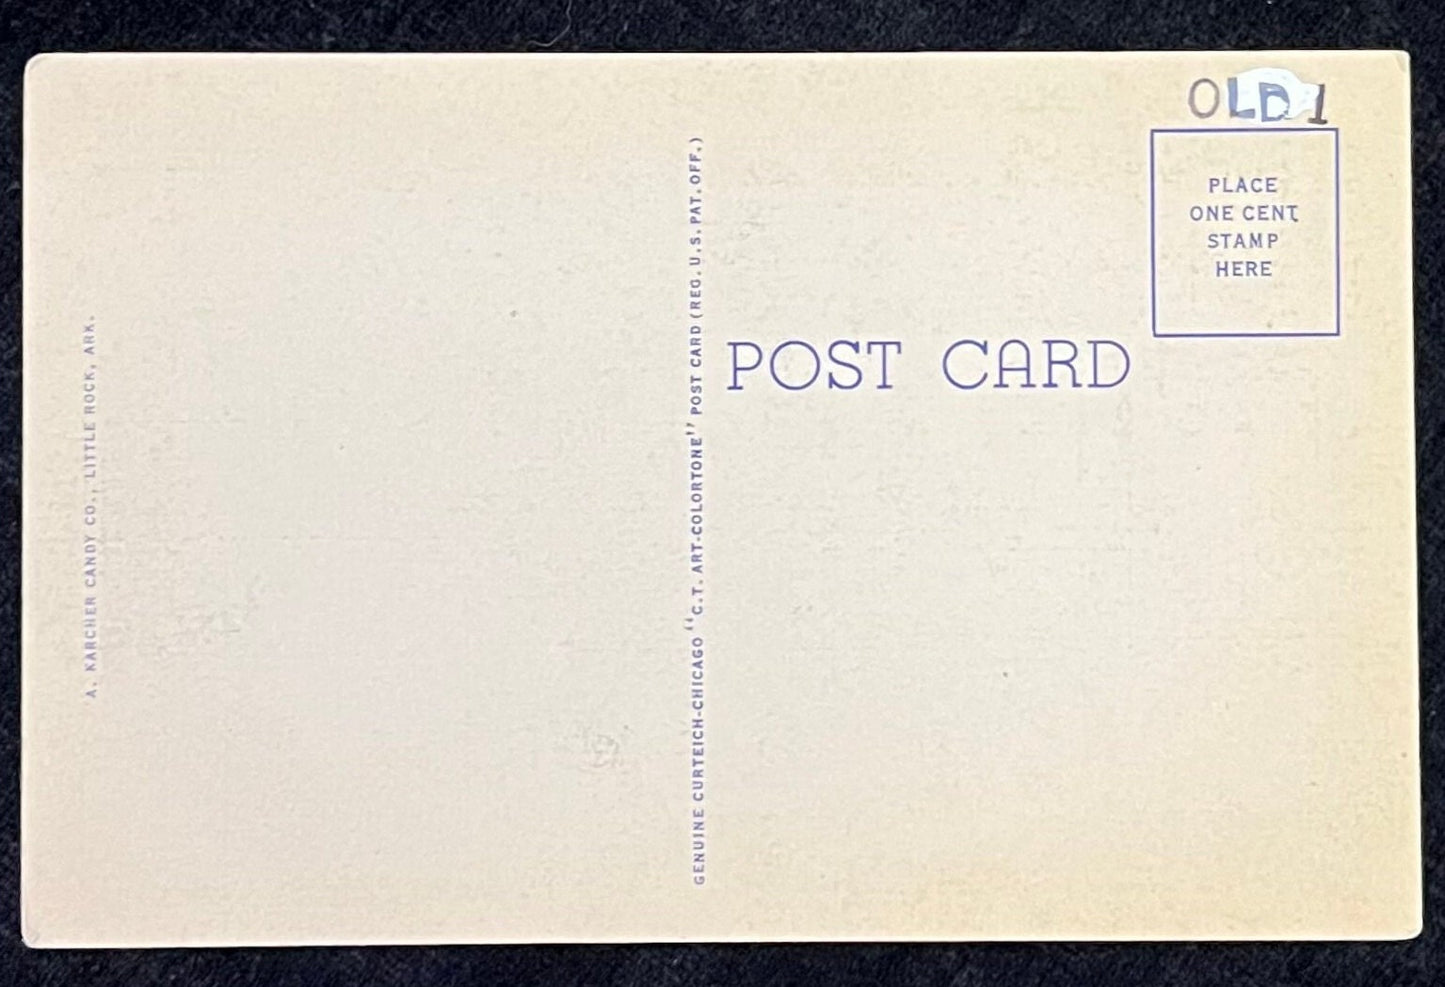 OLD 1
PLACE
ONE CENT
STAMP
HERE
POST CARD
GENUINE CURTEICH-CHICAGO "C.T. ART-COLORTONE" POST CARD (REG. U.S. PAT. OFF.)
A. KARCHER CANDY CO., LITTLE ROCK, ARK.